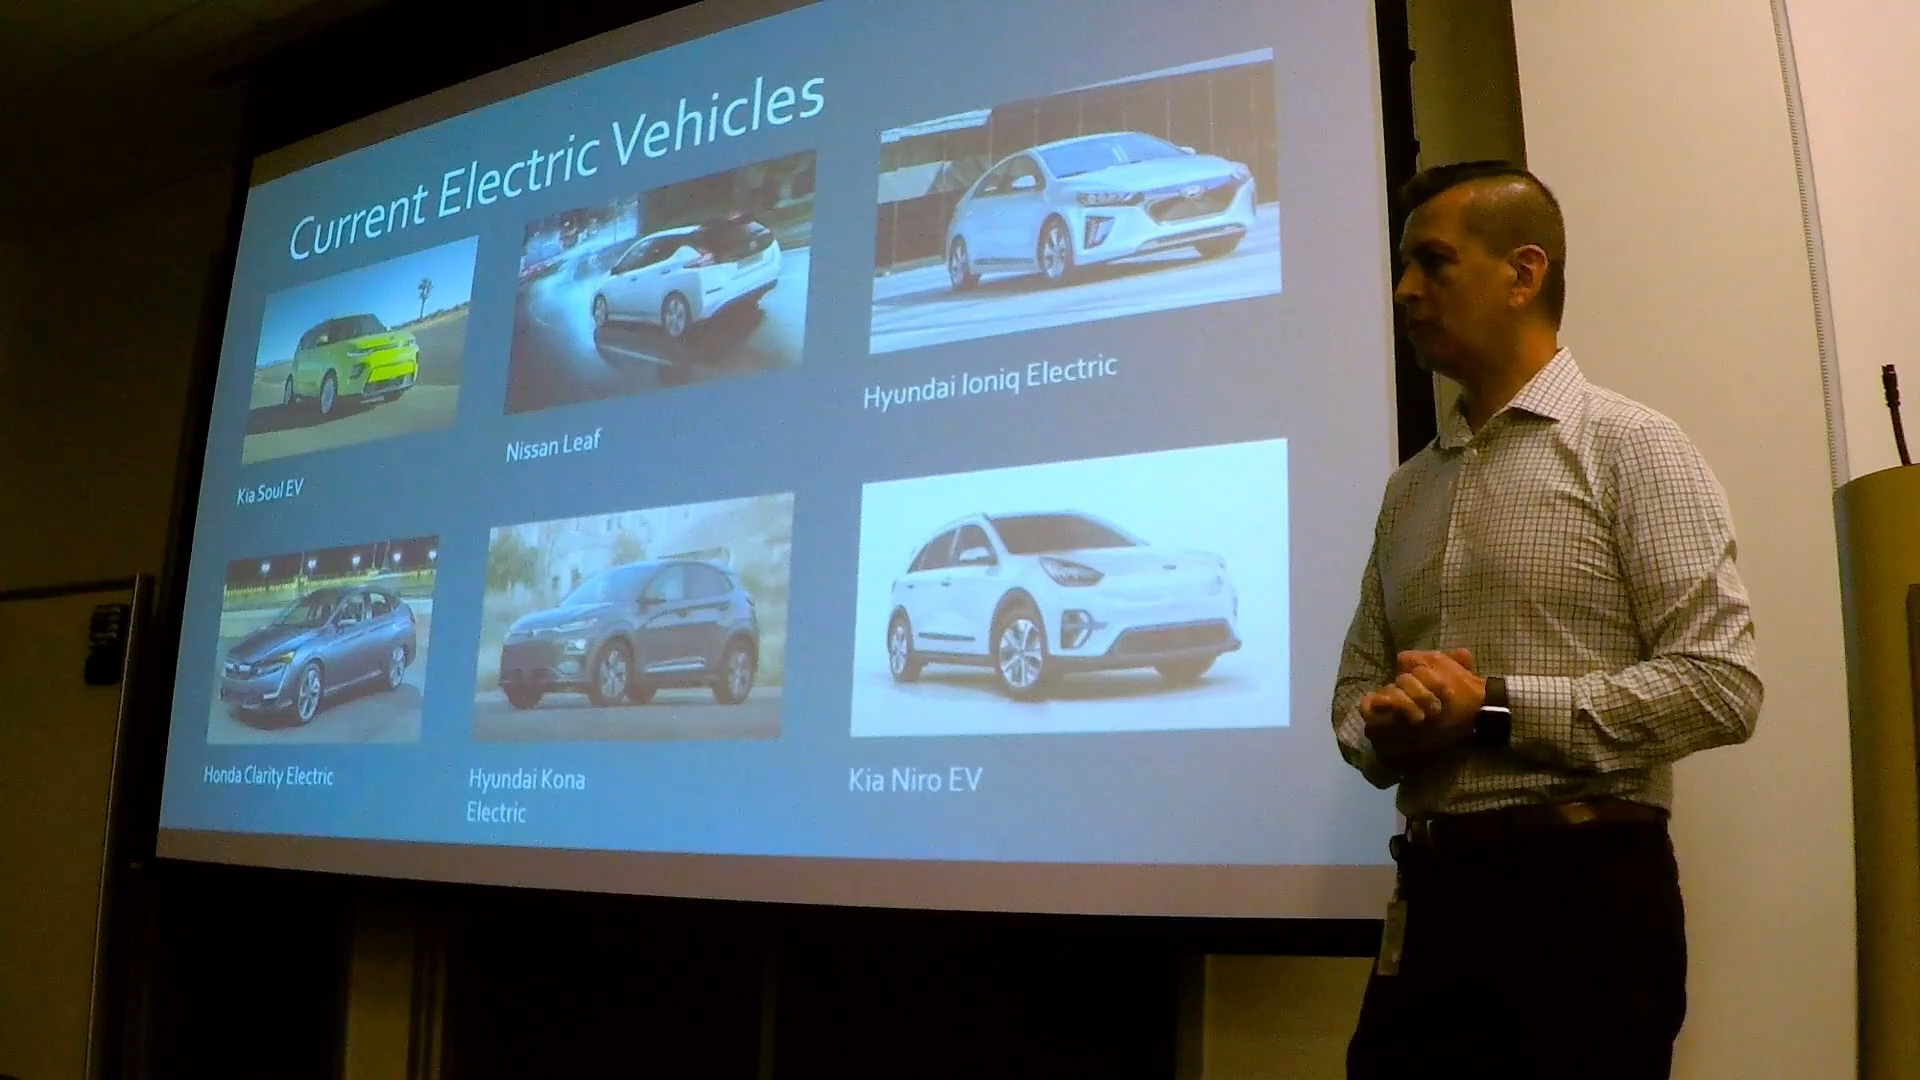 Current Electric Vehicles
Kia Soul EV
Nissan Leaf
Hyundai Ioniq Electric
Honda Clarity Electric
Hyundai Kona
Electric
Kia Niro EV